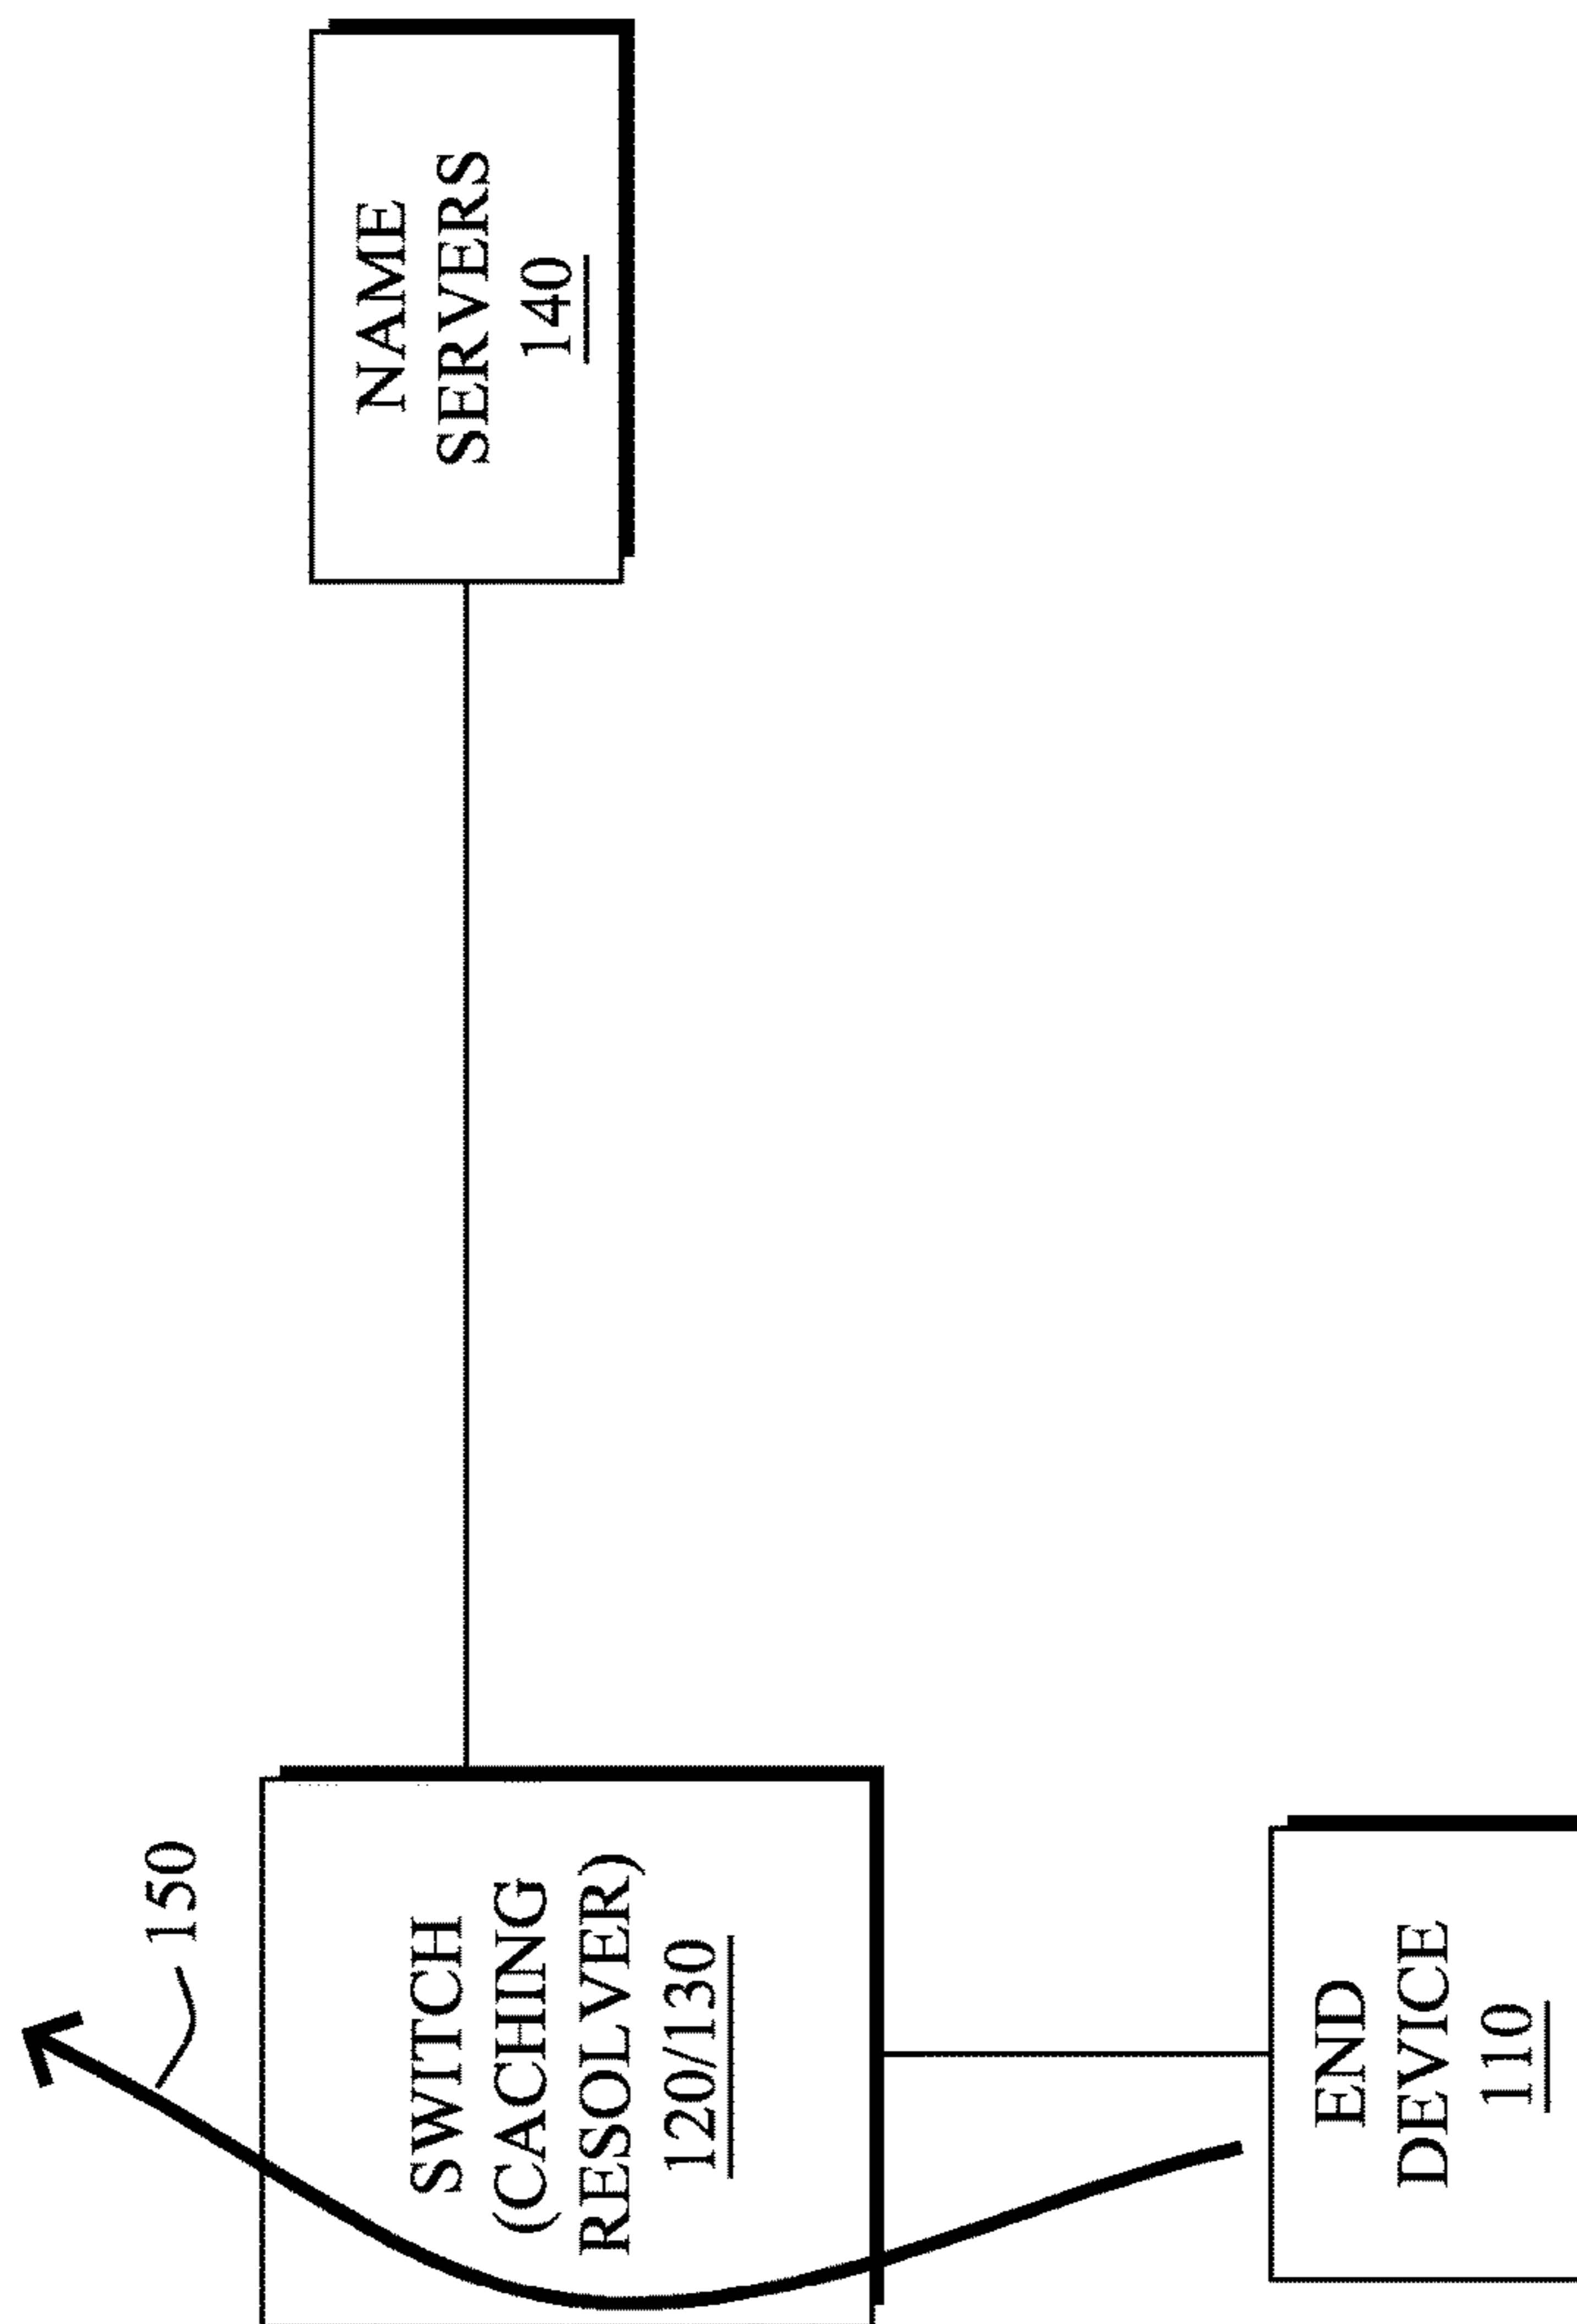 150
SWITCH
(CACHING
RESOLVER)
120/130
NAME
SERVERS
140
END
DEVICE
110